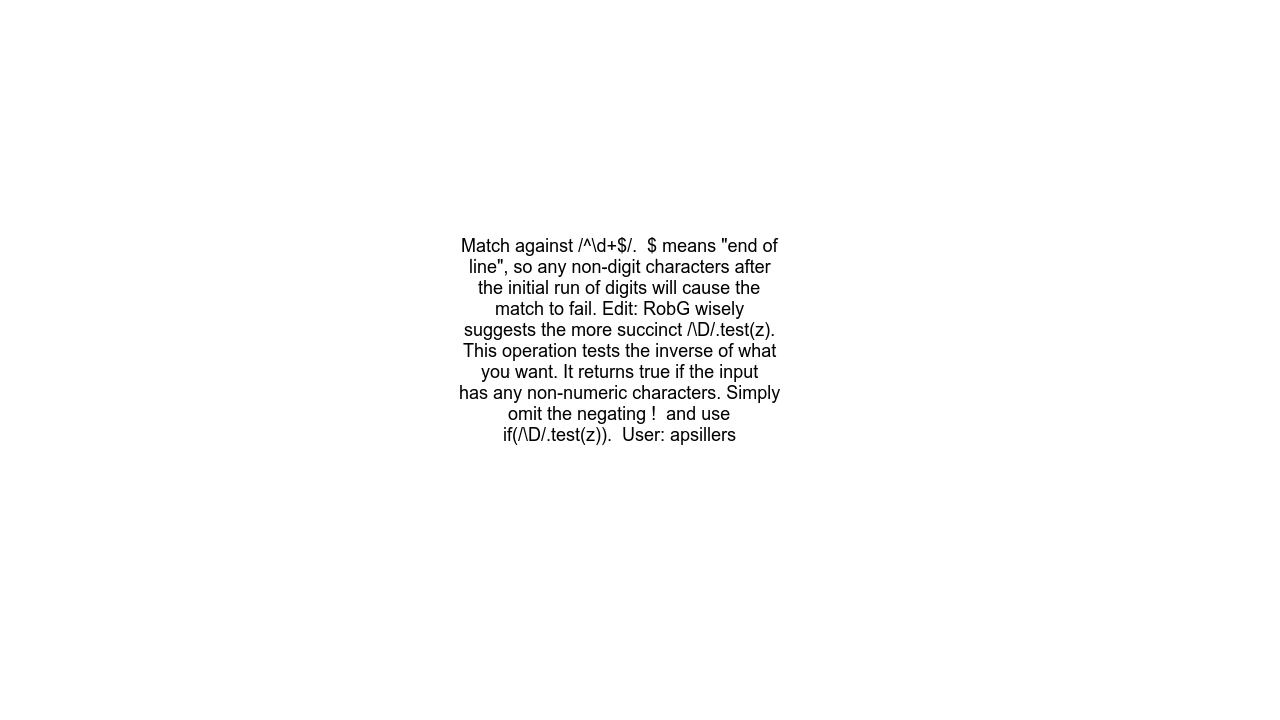 Match against /^\d+$/.  $ means "end of
line", so any non-digit characters after
the initial run of digits will cause the
match to fail. Edit: RobG wisely
suggests the more succinct /\D/.test(z).
This operation tests the inverse of what
you want. It returns true if the input
has any non-numeric characters. Simply
omit the negating !  and use
if(/\D/.test(z)).  User: apsillers